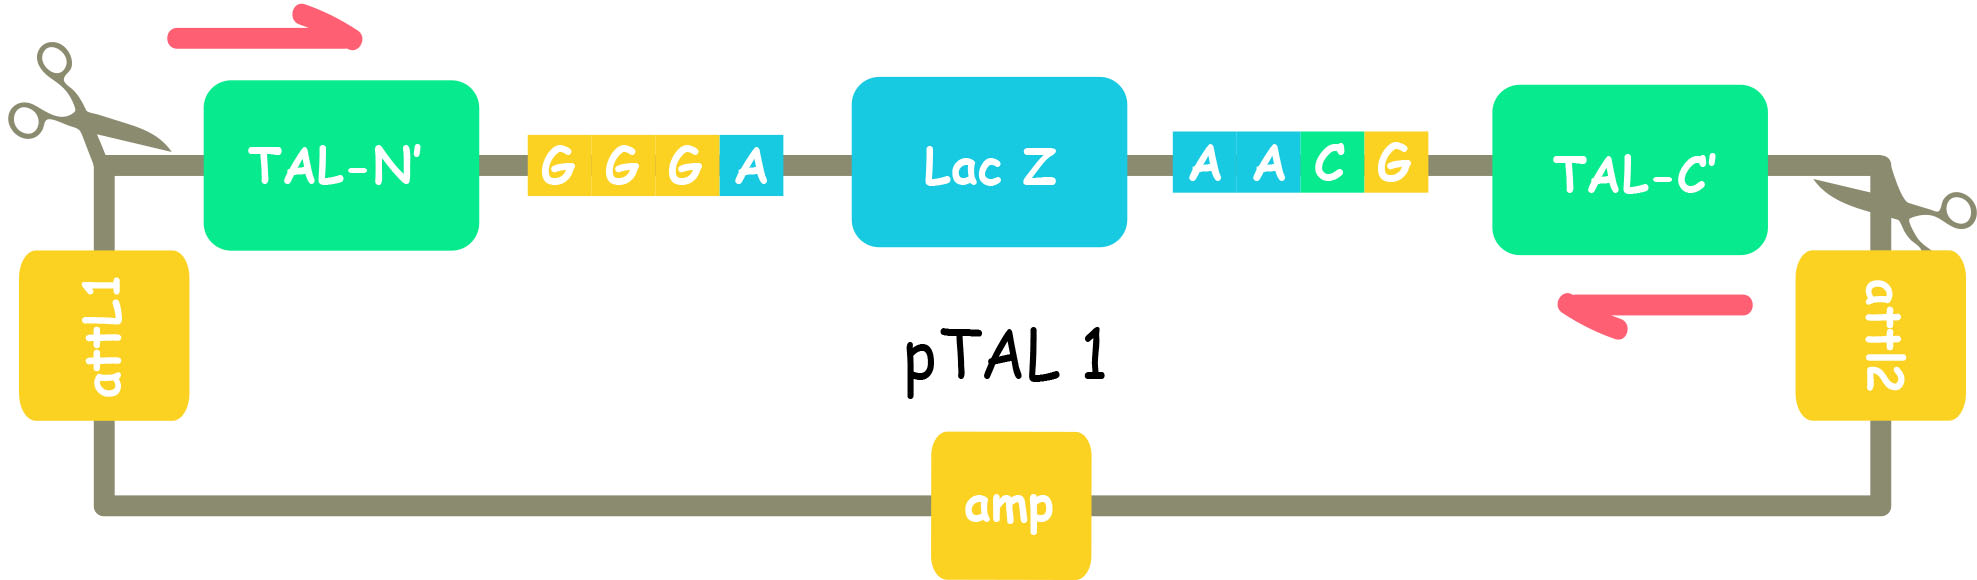 TAL-N'
G G G A
Lac Z
A A C G
TAL-C'
attL1
attl2
pTAL 1
amp